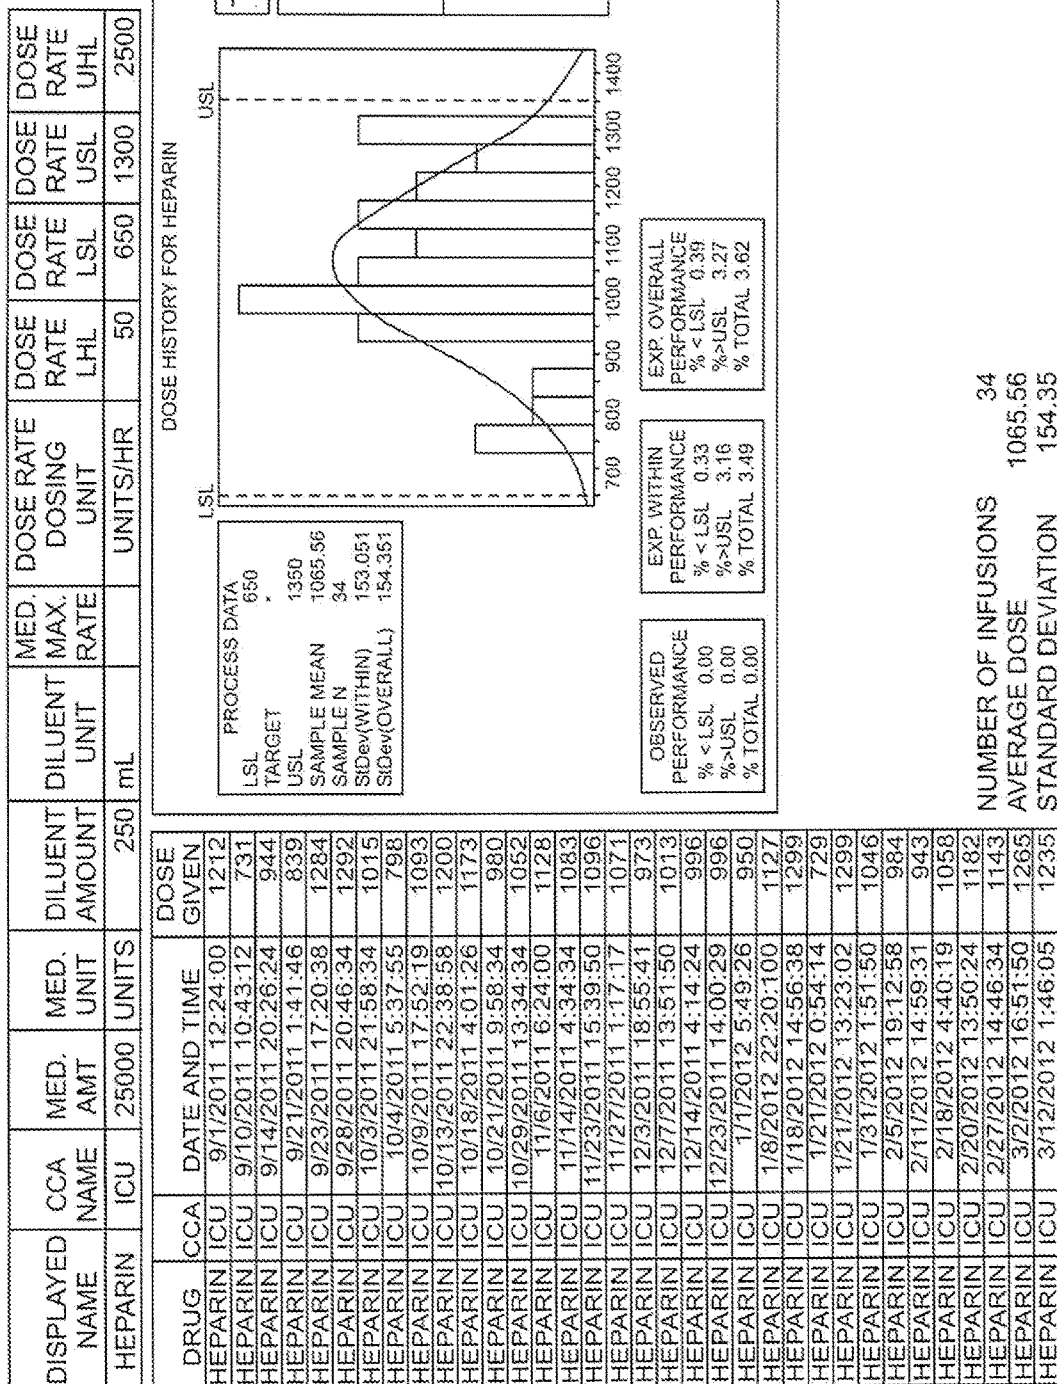 DISPLAYED NAME CCA NAME MED. AMT MED. UNIT DILUENT AMOUNT DILUENT UNIT MED. MAX. RATE DOSE RATE DOSING UNIT DOSE RATE LHL DOSE RATE LSL DOSE RATE USL DOSE RATE UHL
HEPARIN ICU 25000 UNITS 250 mL UNITS/HR 50 650 1300 2500
DRUG CCA DATE AND TIME DOSE GIVEN
HEPARIN ICU 9/1/2011 12:24:00 1212
HEPARIN ICU 9/10/2011 10:43:12 731
HEPARIN ICU 9/14/2011 20:26:24 944
HEPARIN ICU 9/21/2011 1:41:46 839
HEPARIN ICU 9/23/2011 17:20:38 1284
HEPARIN ICU 9/28/2011 20:46:34 1292
HEPARIN ICU 10/3/2011 21:58:34 1015
HEPARIN ICU 10/4/2011 15:37:55 798
HEPARIN ICU 10/9/2011 17:52:19 1093
HEPARIN ICU 10/13/2011 22:38:58 1200
HEPARIN ICU 10/18/2011 4:01:26 1173
HEPARIN ICU 10/21/2011 9:58:34 980
HEPARIN ICU 10/29/2011 13:34:34 1052
HEPARIN ICU 11/6/2011 6:24:00 1128
HEPARIN ICU 11/14/2011 4:34:34 1083
HEPARIN ICU 11/23/2011 15:39:50 1096
HEPARIN ICU 11/27/2011 1:17:17 1071
HEPARIN ICU 12/3/2011 18:55:41 973
HEPARIN ICU 12/7/2011 13:51:50 1013
HEPARIN ICU 12/14/2011 4:14:24 996
HEPARIN ICU 12/23/2011 14:00:29 996
HEPARIN ICU 1/1/2012 5:49:26 950
HEPARIN ICU 1/8/2012 22:20:100 1127
HEPARIN ICU 1/18/2012 14:56:38 1299
HEPARIN ICU 1/21/2012 0:54:14 729
HEPARIN ICU 1/21/2012 13:23:02 1299
HEPARIN ICU 1/31/2012 1:51:50 1046
HEPARIN ICU 2/5/2012 19:12:58 984
HEPARIN ICU 2/11/2012 14:59:31 943
HEPARIN ICU 2/18/2012 4:40:19 1058
HEPARIN ICU 2/20/2012 13:50:24 1182
HEPARIN ICU 2/27/2012 14:46:34 1143
HEPARIN ICU 3/2/2012 16:51:50 1265
HEPARIN ICU 3/12/2012 1:46:05 1235
DOSE HISTORY FOR HEPARIN
LSL USL
PROCESS DATA
LSL 650
TARGET *
USL 1350
SAMPLE MEAN 1065.56
SAMPLE N 34
StDev(WITHIN) 153.051
StDev(OVERALL) 154.351
700 800 900 1000 1100 1200 1300 1400
OBSERVED
PERFORMANCE
% < LSL 0.00
%>USL 0.00
% TOTAL 0.00
EXP. WITHIN
PERFORMANCE
% < LSL 0.33
%>USL 3.16
% TOTAL 3.49
EXP. OVERALL
PERFORMANCE
% < LSL 0.39
%>USL 3.27
% TOTAL 3.62
NUMBER OF INFUSIONS 34
AVERAGE DOSE 1065.56
STANDARD DEVIATION 154.35